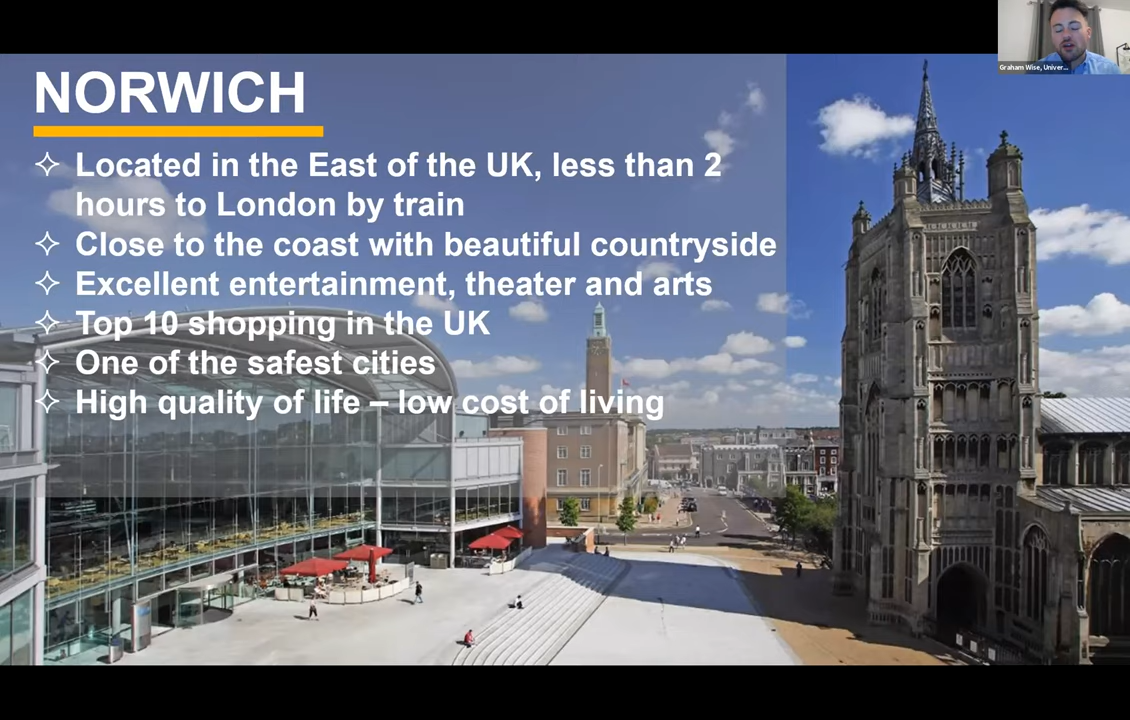 NORWICH
Located in the East of the UK, less than 2
hours to London by train
Close to the coast with beautiful countryside
Excellent entertainment, theater and arts
Top 10 shopping in the UK
One of the safest cities
High quality of life – low cost of living
Graham Wise, Univer...